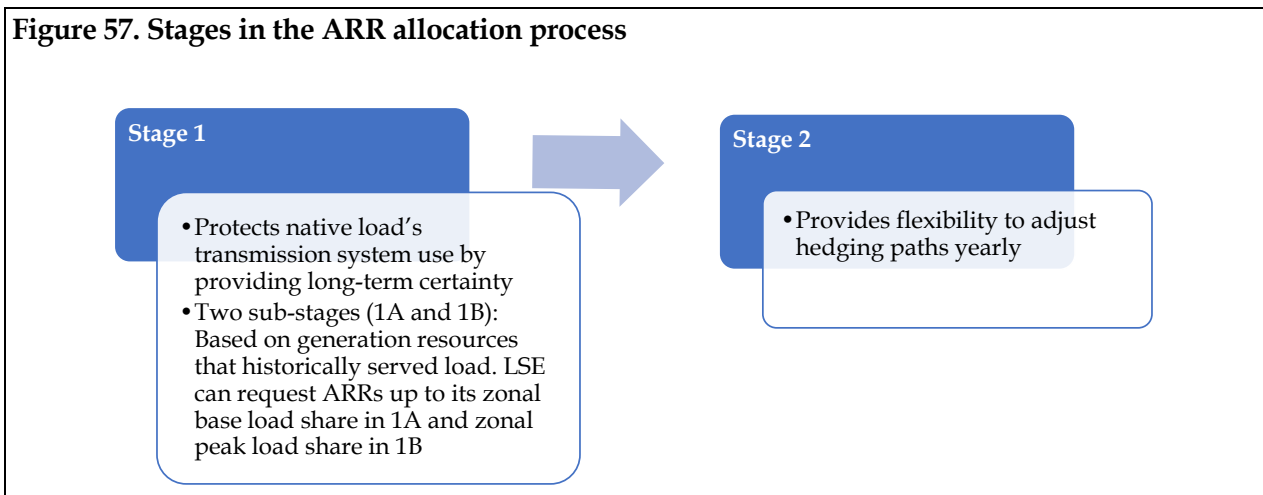 Figure 57. Stages in the ARR allocation process
Stage 1
•Protects native load’s
transmission system use by
providing long-term certainty
•Two sub-stages (1A and 1B):
Based on generation resources
that historically served load. LSE
can request ARRs up to its zonal
base load share in 1A and zonal
peak load share in 1B
Stage 2
•Provides flexibility to adjust
hedging paths yearly